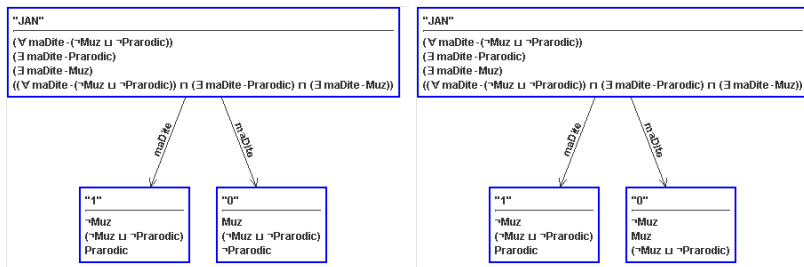 "JAN"
(∀ maDite-(¬Muz ⊔ ¬Prarodic))
(∃ maDite-Prarodic)
(∃ maDite-Muz)
((∀ maDite-(¬Muz ⊔ ¬Prarodic)) ⊓ (∃ maDite-Prarodic) ⊓ (∃ maDite-Muz))
maDite
maDite
"1"
¬Muz
(¬Muz ⊔ ¬Prarodic)
Prarodic
"0"
Muz
(¬Muz ⊔ ¬Prarodic)
¬Prarodic
"JAN"
(∀ maDite-(¬Muz ⊔ ¬Prarodic))
(∃ maDite-Prarodic)
(∃ maDite-Muz)
((∀ maDite-(¬Muz ⊔ ¬Prarodic)) ⊓ (∃ maDite-Prarodic) ⊓ (∃ maDite-Muz))
maDite
maDite
"1"
¬Muz
(¬Muz ⊔ ¬Prarodic)
Prarodic
"0"
¬Muz
Muz
(¬Muz ⊔ ¬Prarodic)